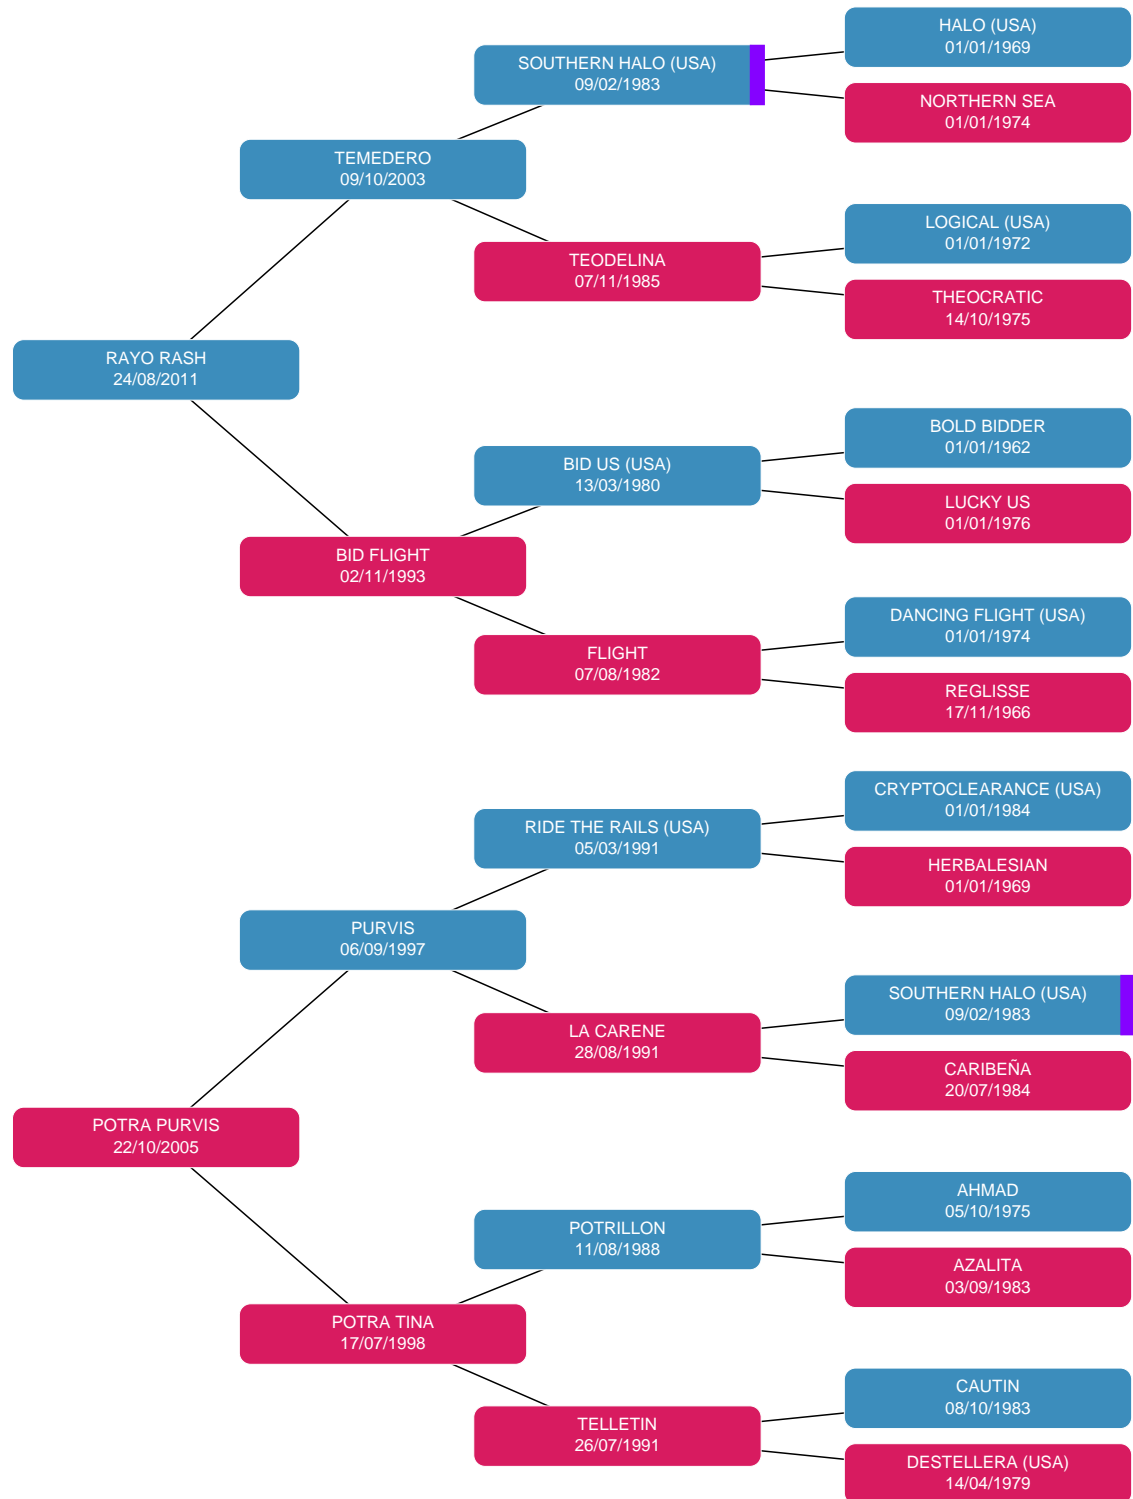 HALO (USA)
01/01/1969
SOUTHERN HALO (USA)
09/02/1983
NORTHERN SEA
01/01/1974
TEMEDERO
09/10/2003
LOGICAL (USA)
01/01/1972
TEODELINA
07/11/1985
THEOCRATIC
14/10/1975
RAYO RASH
24/08/2011
BOLD BIDDER
01/01/1962
BID US (USA)
13/03/1980
LUCKY US
01/01/1976
BID FLIGHT
02/11/1993
DANCING FLIGHT (USA)
01/01/1974
FLIGHT
07/08/1982
REGLISSE
17/11/1966
CRYPTOCLEARANCE (USA)
01/01/1984
RIDE THE RAILS (USA)
05/03/1991
HERBALESIAN
01/01/1969
PURVIS
06/09/1997
SOUTHERN HALO (USA)
09/02/1983
LA CARENE
28/08/1991
CARIBEÑA
20/07/1984
POTRA PURVIS
22/10/2005
AHMAD
05/10/1975
POTRILLON
11/08/1988
AZALITA
03/09/1983
POTRA TINA
17/07/1998
CAUTIN
08/10/1983
TELLETIN
26/07/1991
DESTELLERA (USA)
14/04/1979